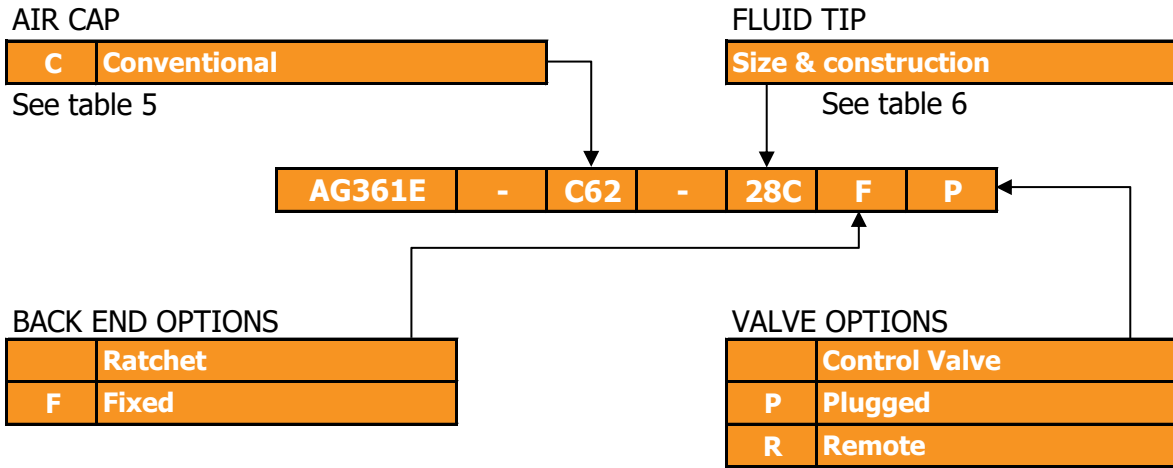 AIR CAP
C Conventional
See table 5
FLUID TIP
Size & construction
See table 6
AG361E - C62 - 28C F P
BACK END OPTIONS
Ratchet
F Fixed
VALVE OPTIONS
Control Valve
P Plugged
R Remote